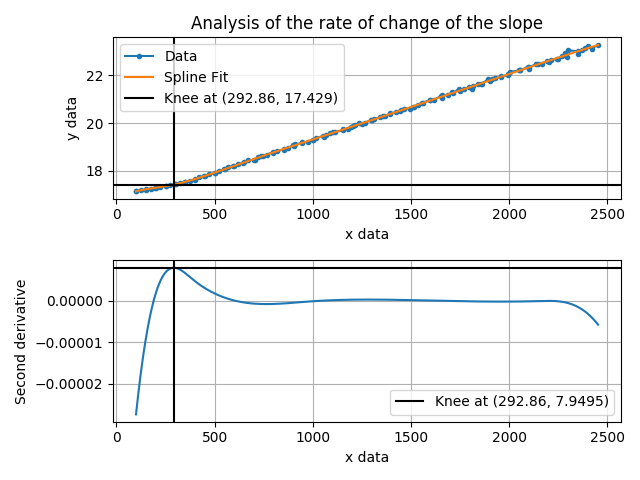 Analysis of the rate of change of the slope
Data
Spline Fit
Knee at (292.86, 17.429)
y data
22
20
18
0 500 1000 1500 2000 2500
x data
Second derivative
0.00000
−0.00001
−0.00002
Knee at (292.86, 7.9495)
0 500 1000 1500 2000 2500
x data